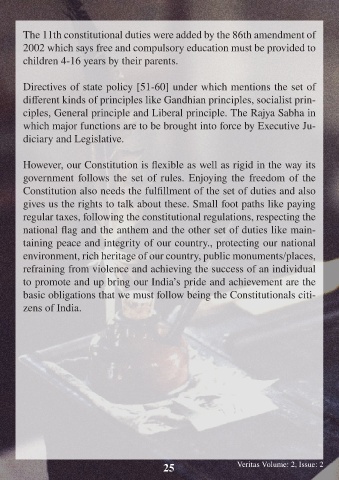 The 11th constitutional duties were added by the 86th amendment of
2002 which says free and compulsory education must be provided to
children 4-16 years by their parents.
Directives of state policy [51-60] under which mentions the set of
different kinds of principles like Gandhian principles, socialist prin-
ciples, General principle and Liberal principle. The Rajya Sabha in
which major functions are to be brought into force by Executive Ju-
diciary and Legislative.
However, our Constitution is flexible as well as rigid in the way its
government follows the set of rules. Enjoying the freedom of the
Constitution also needs the fulfillment of the set of duties and also
gives us the rights to talk about these. Small foot paths like paying
regular taxes, following the constitutional regulations, respecting the
national flag and the anthem and the other set of duties like main-
taining peace and integrity of our country., protecting our national
environment, rich heritage of our country, public monuments/places,
refraining from violence and achieving the success of an individual
to promote and up bring our India's pride and achievement are the
basic obligations that we must follow being the Constitutionals citi-
zens of India.
25
Veritas Volume: 2, Issue: 2